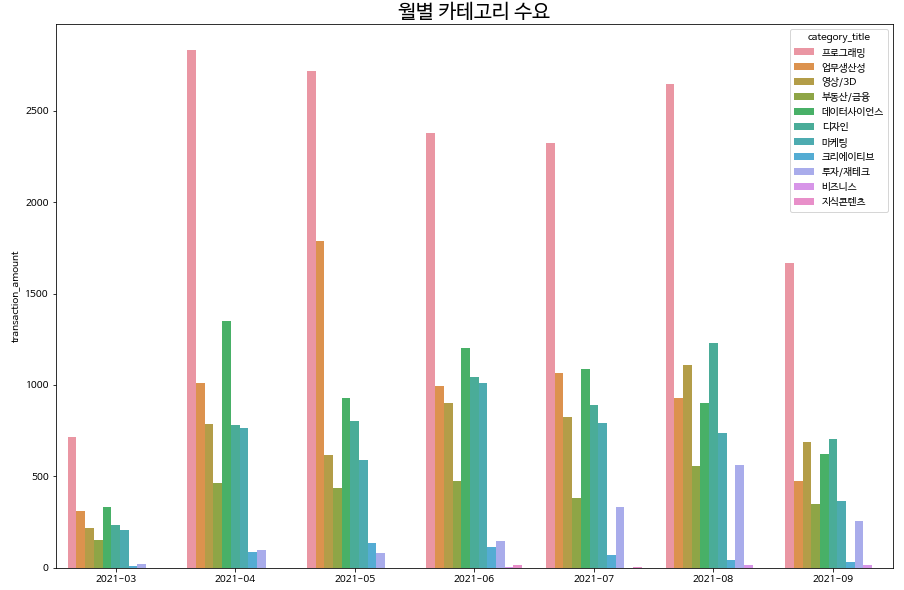 월별 카테고리 수요
category_title
프로그래밍
업무생산성
영상/3D
부동산/금융
데이터사이언스
디자인
마케팅
크리에이티브
투자/재테크
비즈니스
자식콘텐츠
transaction_amount
2500
2000
1500
1000
500
0
2021-03 2021-04 2021-05 2021-06 2021-07 2021-08 2021-09